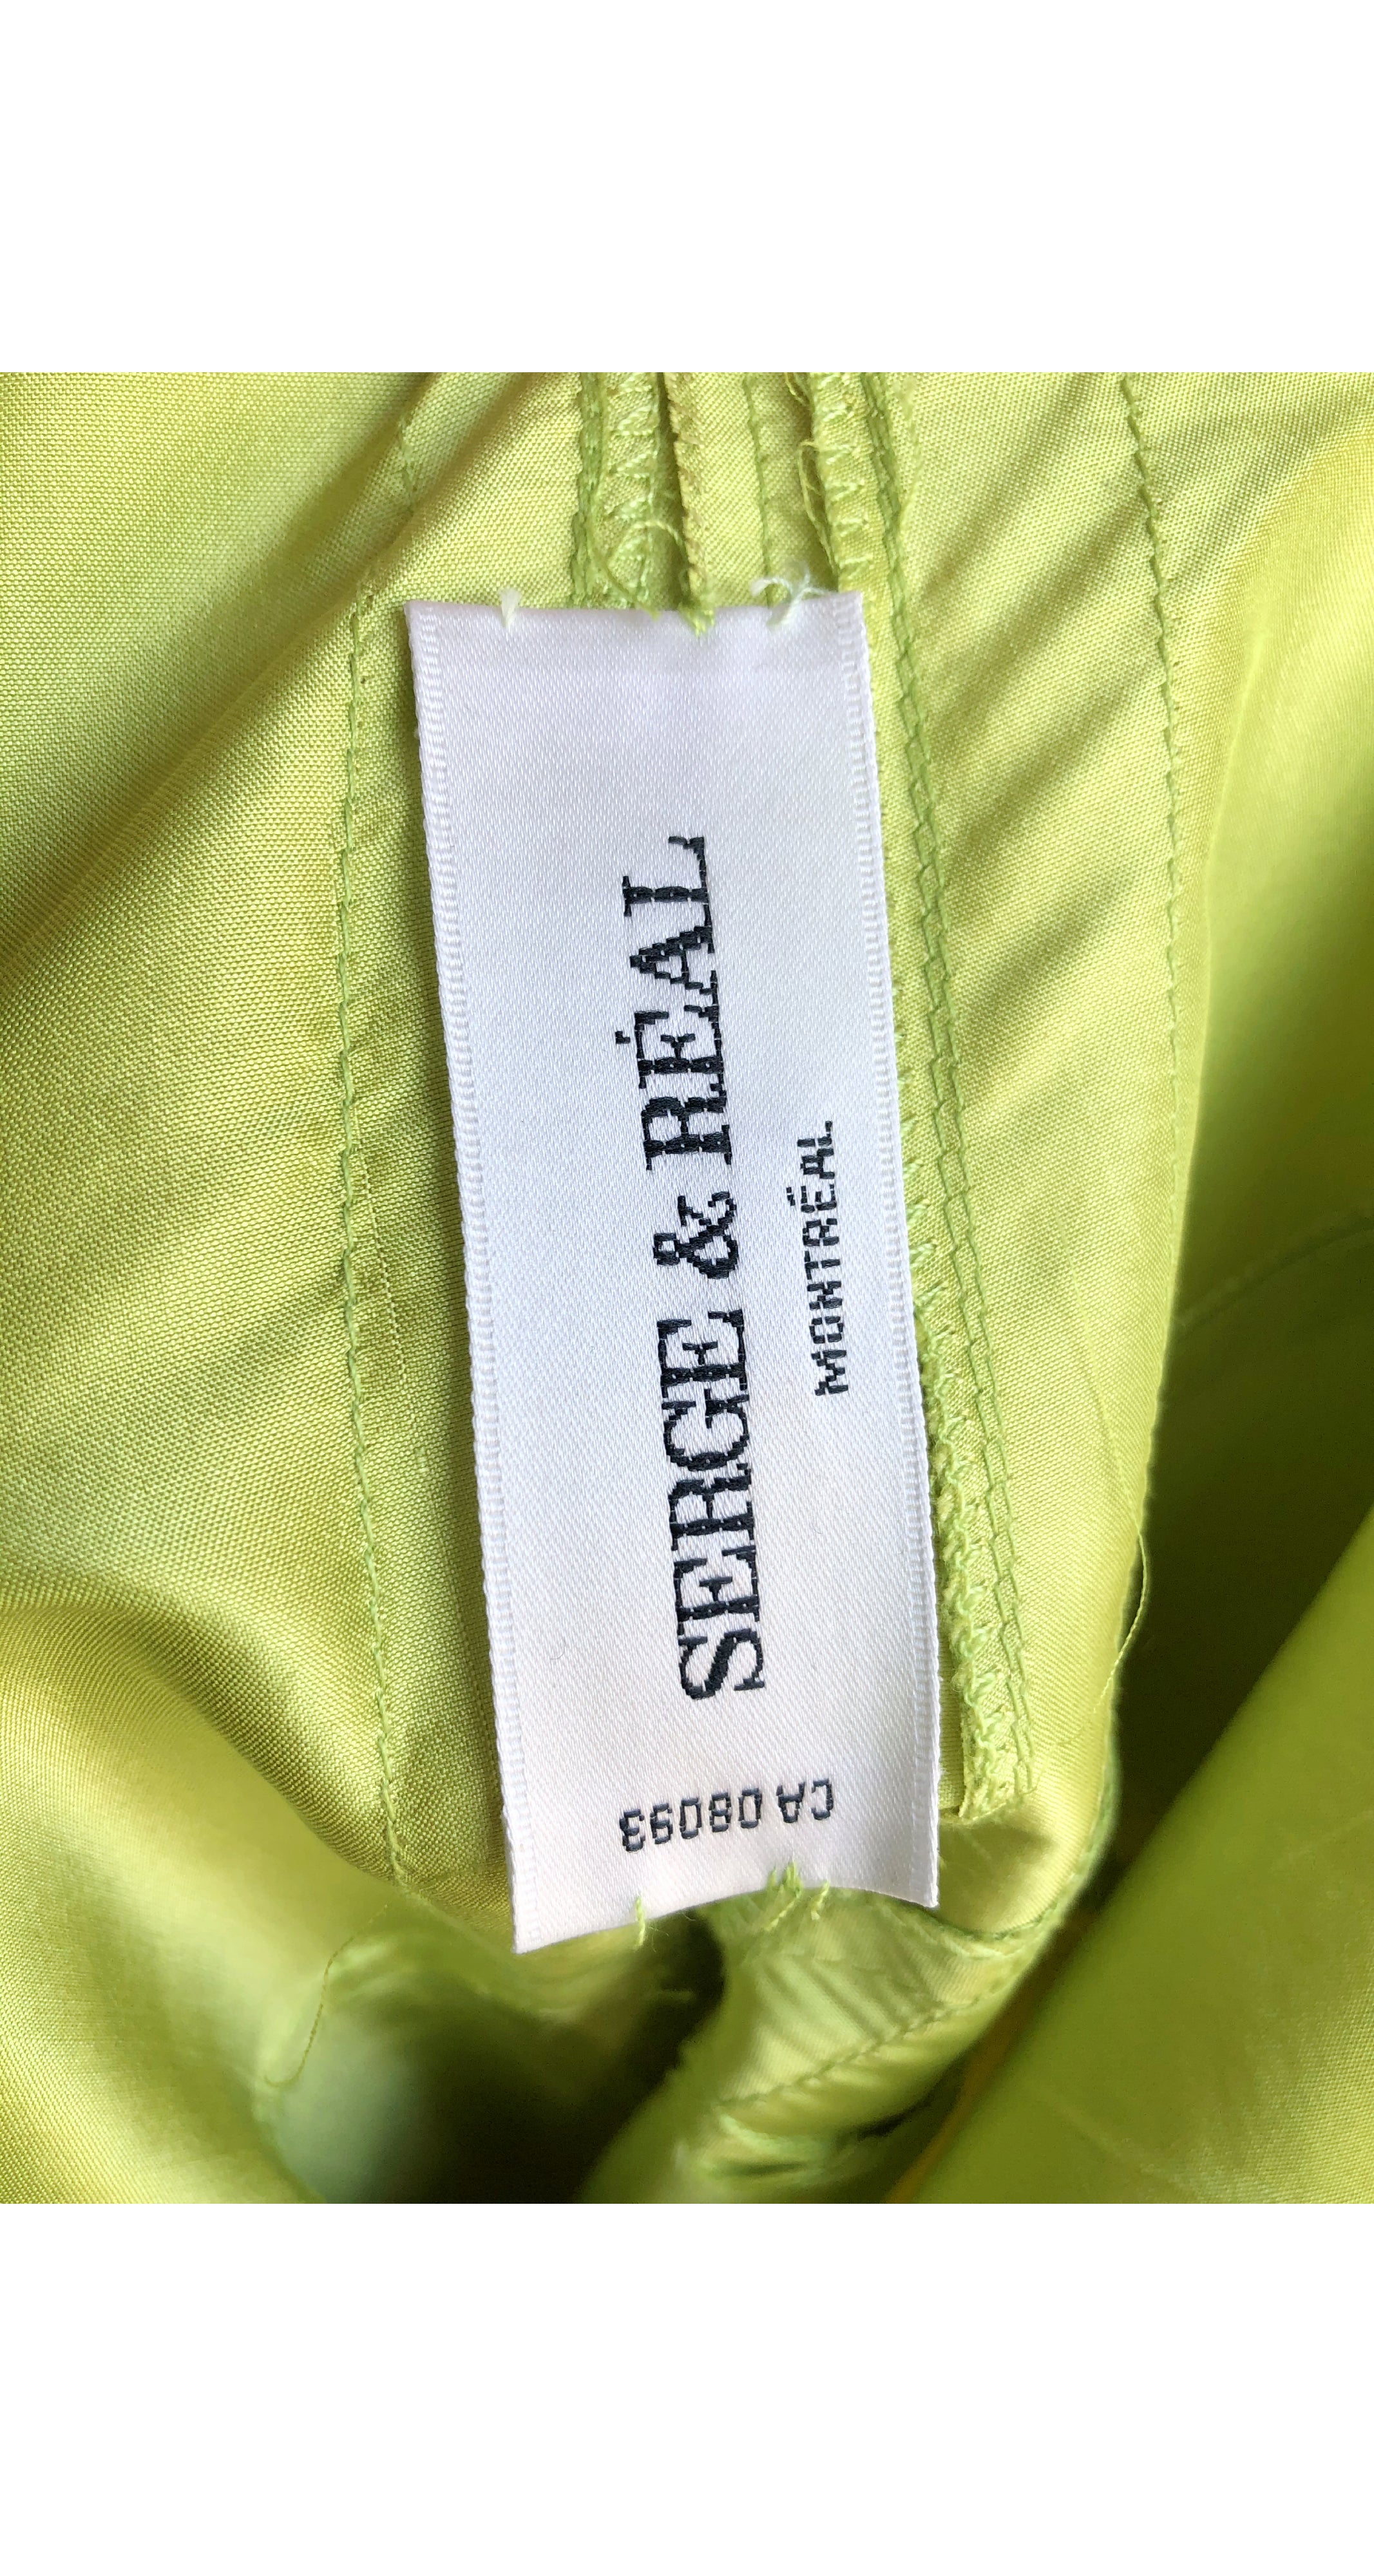 SERGE & RÉAL
MONTRÉAL
CA 08093